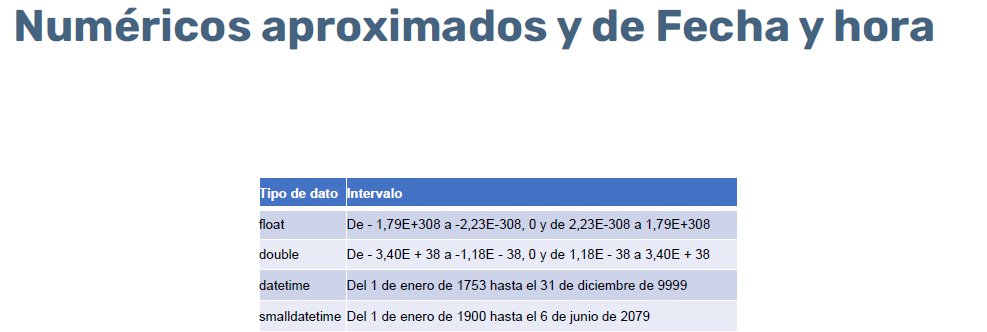 Numéricos aproximados y de Fecha y hora
Tipo de dato Intervalo
float De - 1,79E+308 a -2,23E-308, 0 y de 2,23E-308 a 1,79E+308
double De - 3,40E + 38 a -1,18E - 38, 0 y de 1,18E - 38 a 3,40E + 38
datetime Del 1 de enero de 1753 hasta el 31 de diciembre de 9999
smalldatetime Del 1 de enero de 1900 hasta el 6 de junio de 2079